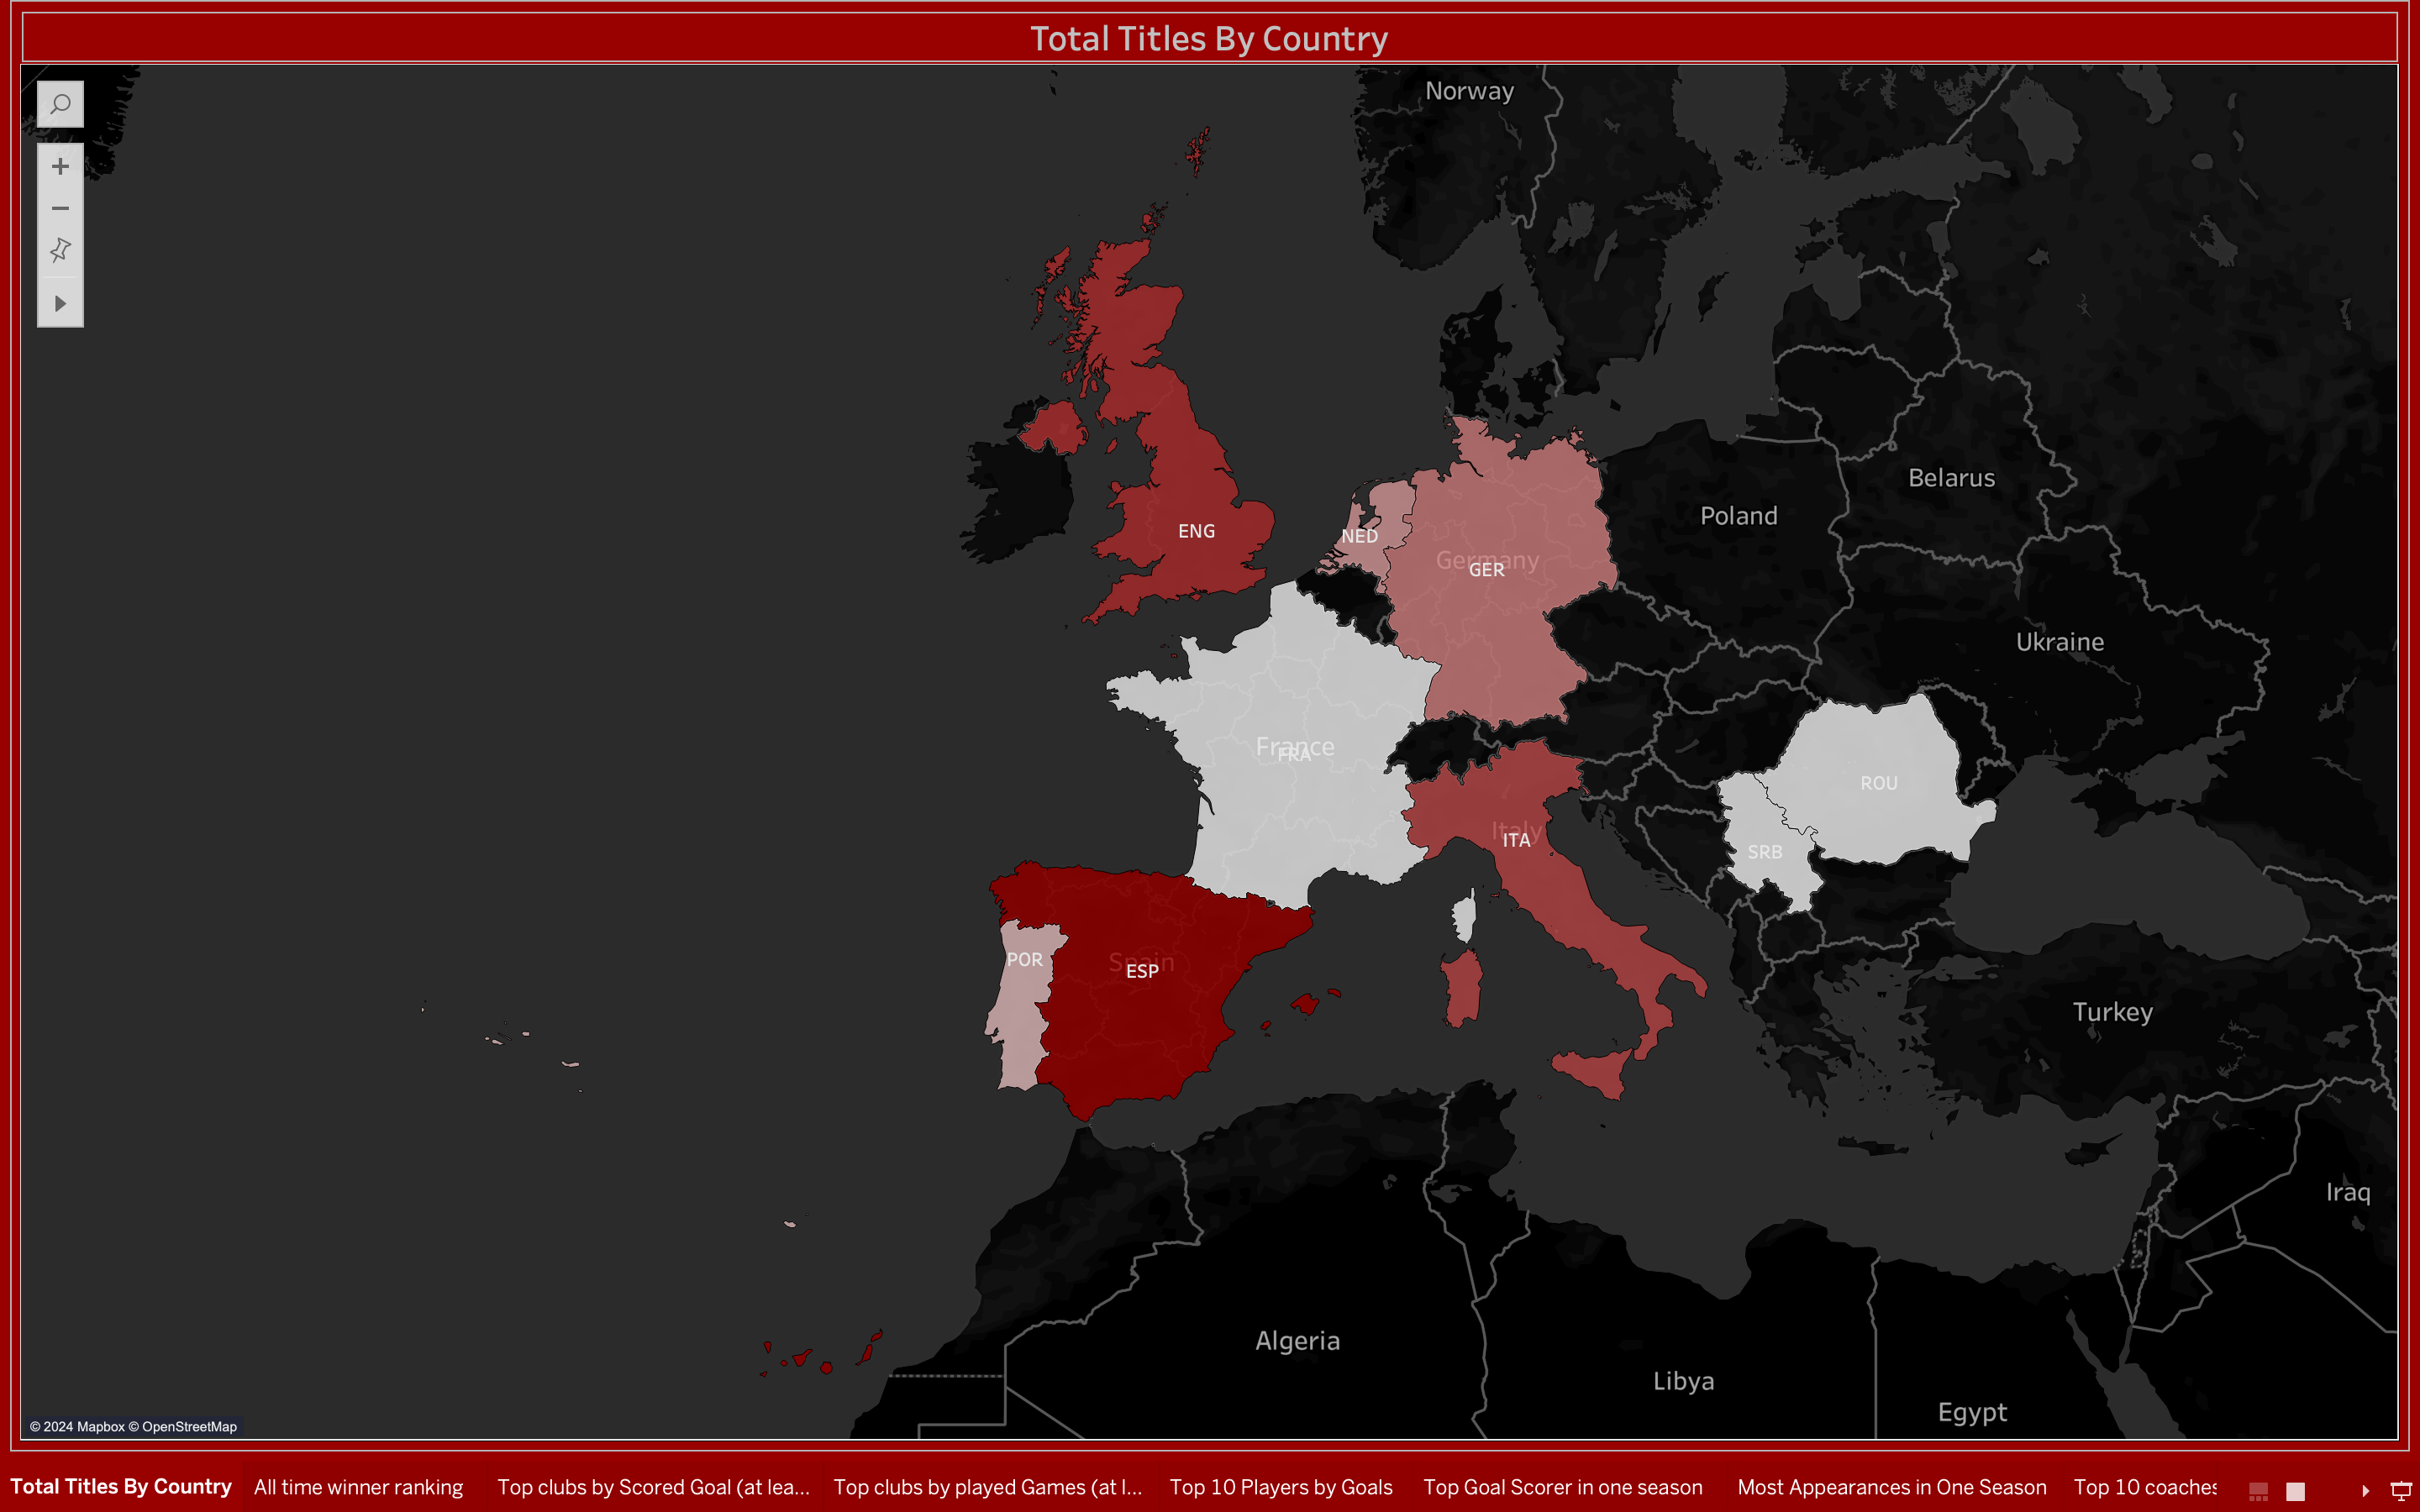 Total Titles By Country
Norway
Belarus
Poland
ENG
NED
Germany
GER
Ukraine
France
FRA
ROU
Italy
ITA
SRB
POR
Spain
ESP
Turkey
Iraq
Algeria
Libya
Egypt
© 2024 Mapbox © OpenStreetMap
Total Titles By Country All time winner ranking Top clubs by Scored Goal (at lea... Top clubs by played Games (at l... Top 10 Players by Goals Top Goal Scorer in one season Most Appearances in One Season Top 10 coaches